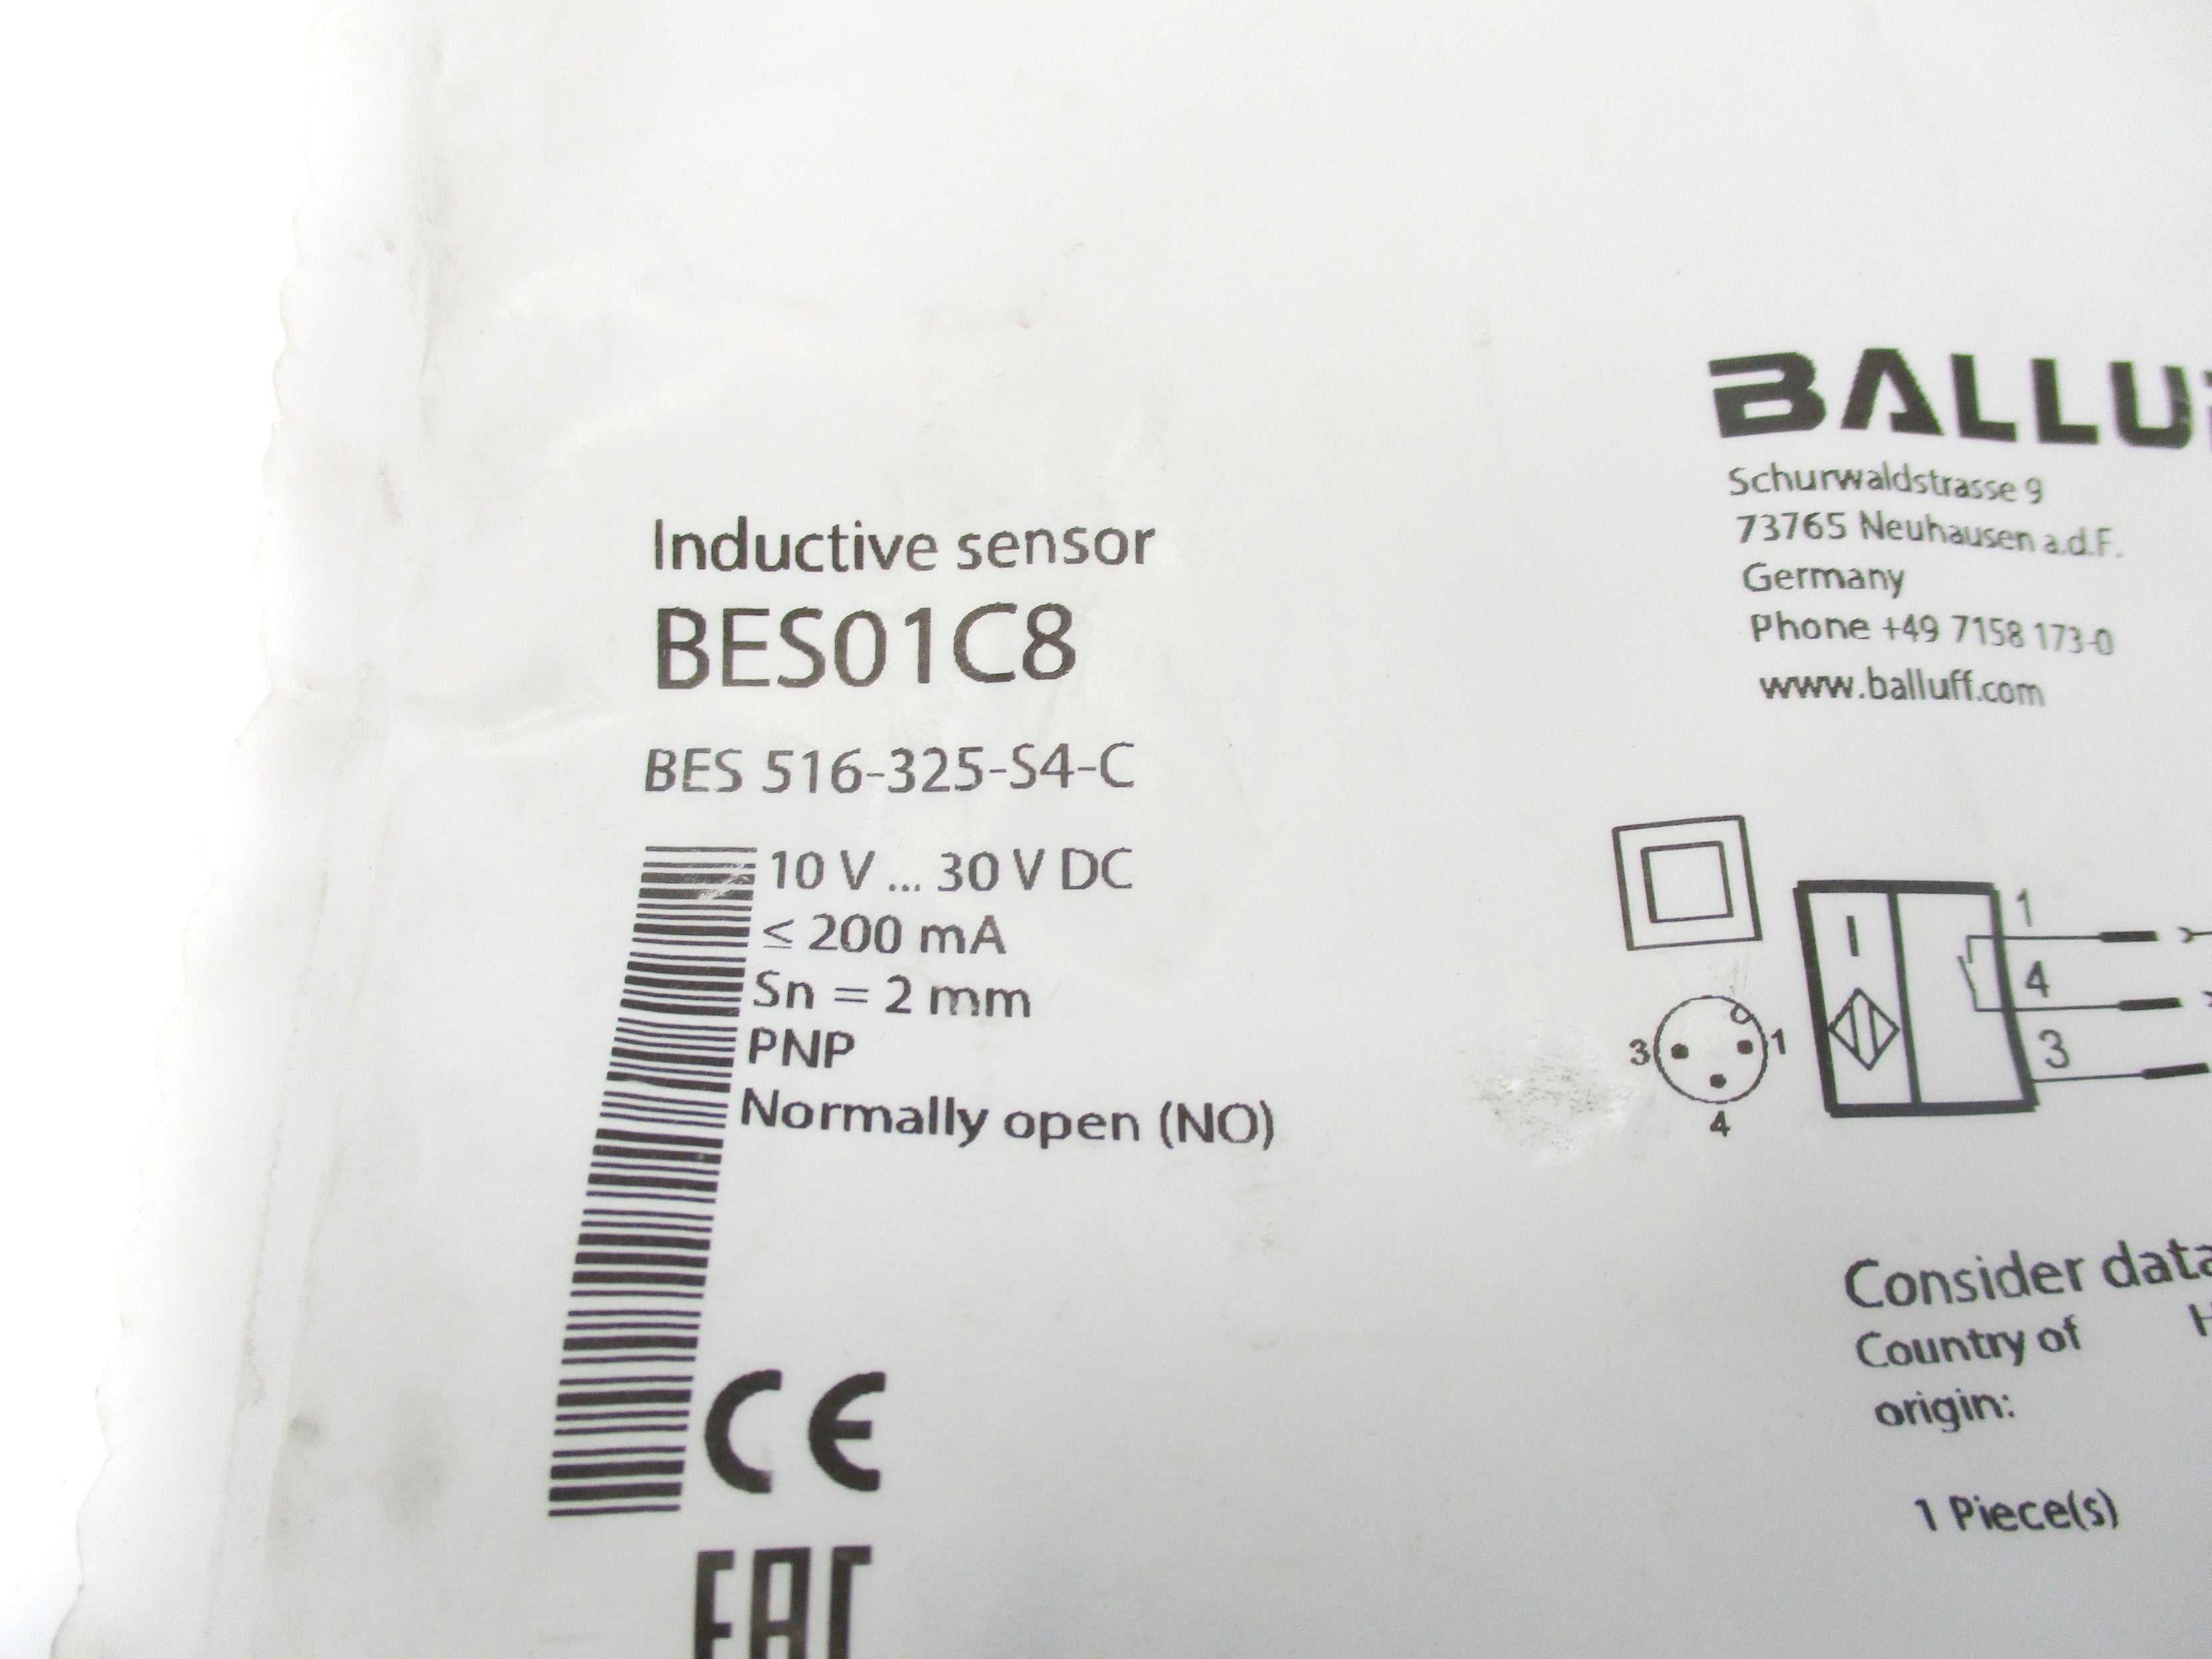 Inductive sensor
BES01C8
BES 516-325-S4-C
10 V ... 30 V DC
≤ 200 mA
Sn = 2 mm
PNP
Normally open (NO)
CE
EAC
BALLUF
Schurwaldstrasse 9
73765 Neuhausen a.d.F.
Germany
Phone +49 7158 173-0
www.balluff.com
1
4
3
3 1
4
Consider data
Country of
origin:
1 Piece(s)